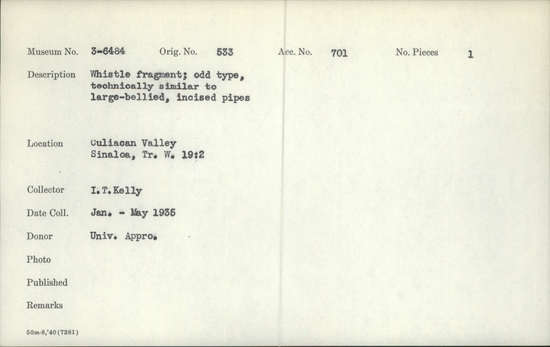 Museum No. 3-6484 Orig. No. 533 Acc. No. 701 No. Pieces 1
Description Whistle fragment; odd type,
technically similar to
large-bellied, incised pipes
Location Culiacan Valley
Sinaloa, Tr. W. 19:2
Collector I.T.Kelly
Date Coll. Jan. - May 1935
Donor Univ. Appro.
Photo
Published
Remarks
50m-8,'40(7261)